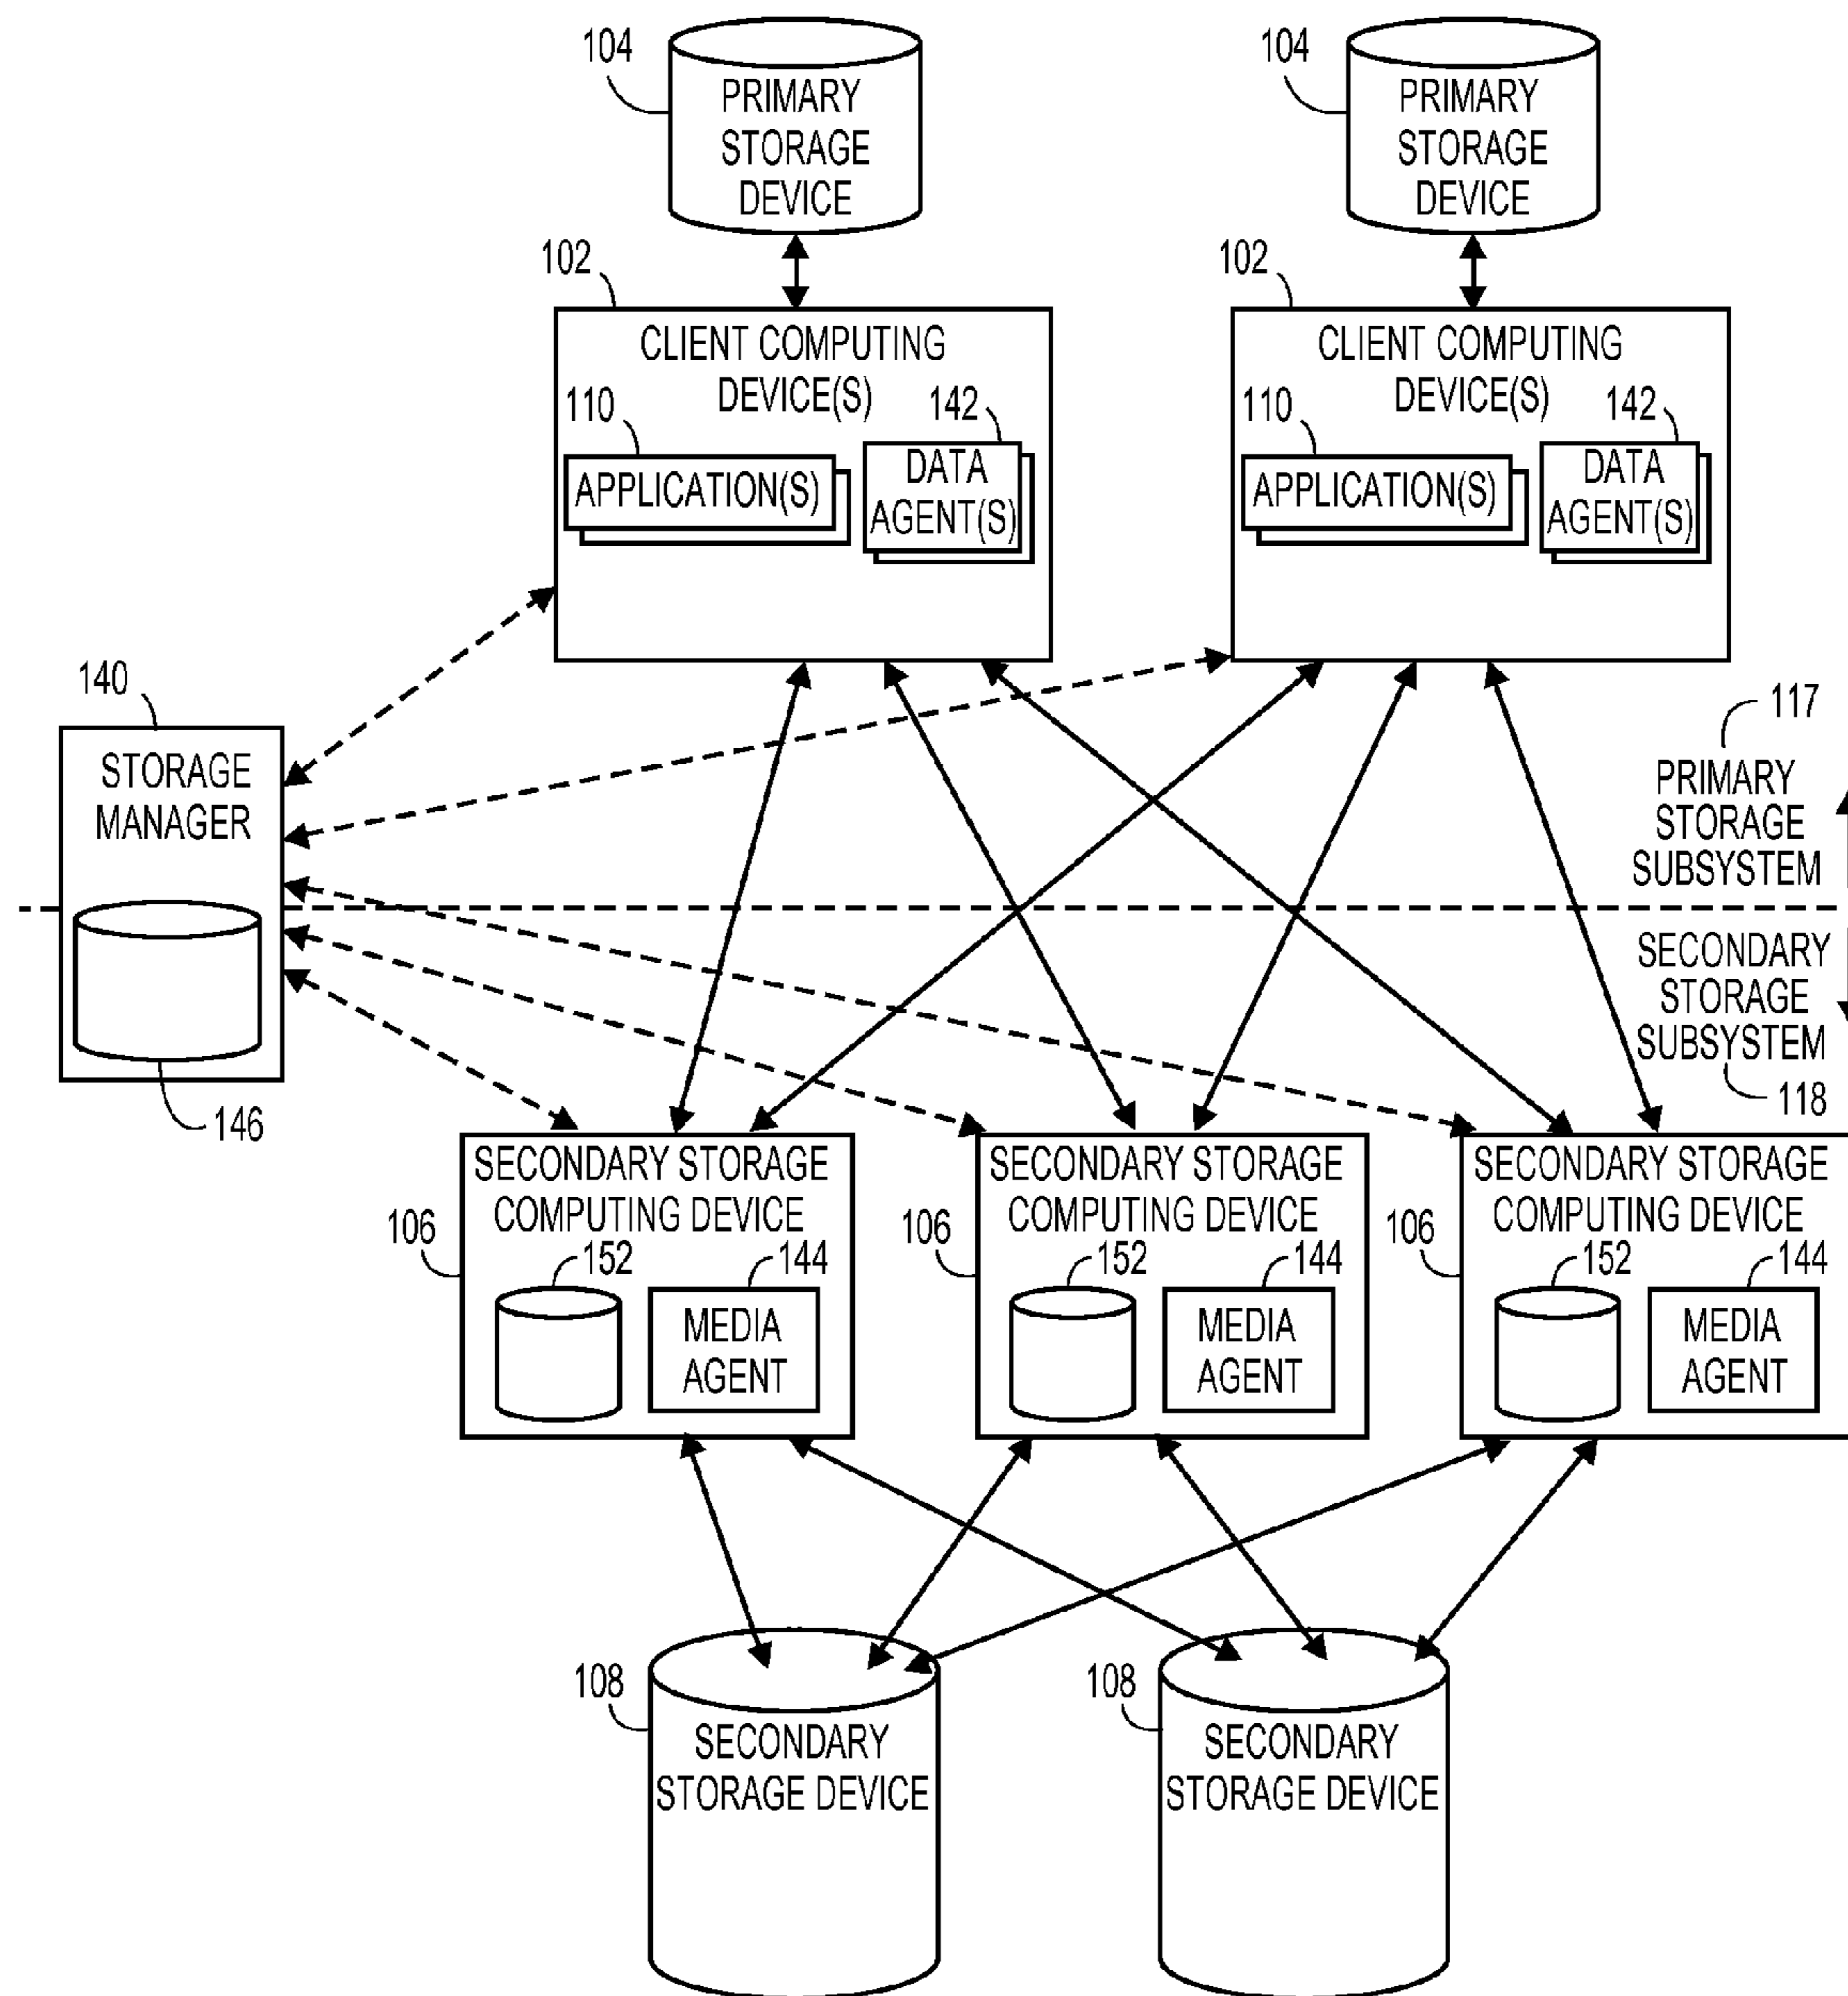 104
PRIMARY
STORAGE
DEVICE
104
PRIMARY
STORAGE
DEVICE
102
CLIENT COMPUTING
DEVICE(S)
110
APPLICATION(S)
142
DATA
AGENT(S)
102
CLIENT COMPUTING
DEVICE(S)
110
APPLICATION(S)
142
DATA
AGENT(S)
140
STORAGE
MANAGER
146
117
PRIMARY
STORAGE
SUBSYSTEM
SECONDARY
STORAGE
SUBSYSTEM
118
106
SECONDARY STORAGE
COMPUTING DEVICE
152
144
MEDIA
AGENT
106
SECONDARY STORAGE
COMPUTING DEVICE
152
144
MEDIA
AGENT
106
SECONDARY STORAGE
COMPUTING DEVICE
152
144
MEDIA
AGENT
108
SECONDARY
STORAGE DEVICE
108
SECONDARY
STORAGE DEVICE